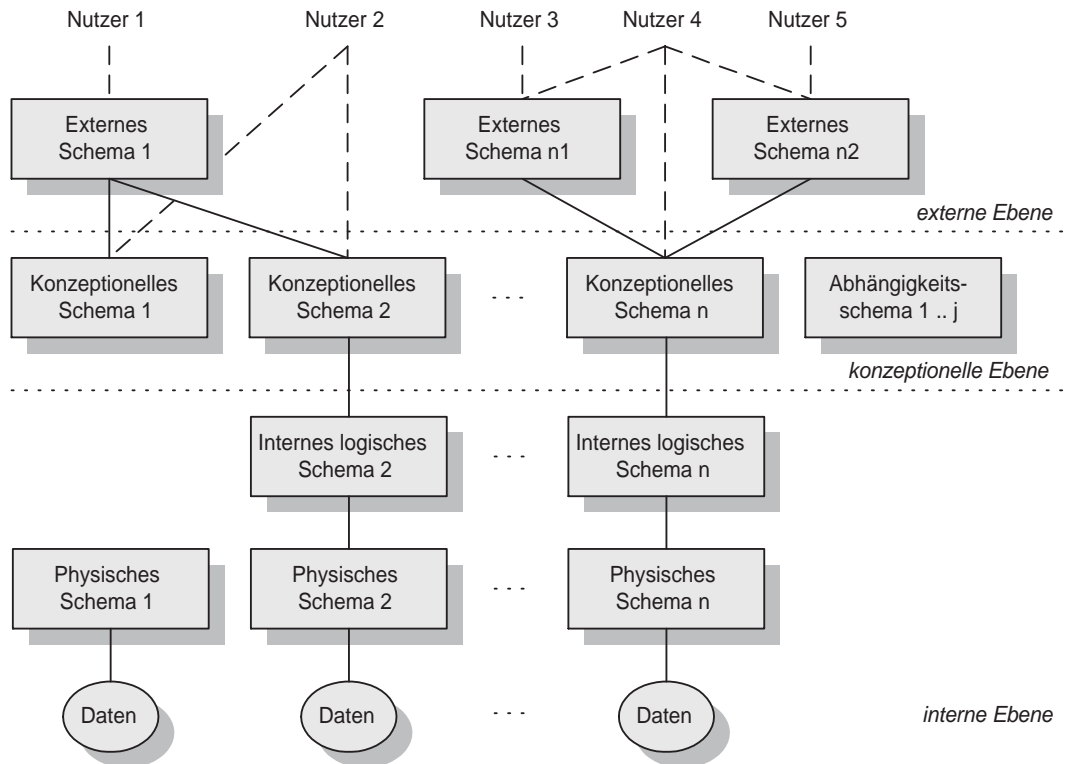 Nutzer 1
Nutzer 2
Nutzer 3
Nutzer 4
Nutzer 5
Externes
Schema 1
Externes
Schema n1
Externes
Schema n2
externe Ebene
Konzeptionelles
Schema 1
Konzeptionelles
Schema 2
. . .
Konzeptionelles
Schema n
Abhängigkeits-
schema 1 .. j
konzeptionelle Ebene
Internes logisches
Schema 2
. . .
Internes logisches
Schema n
Physisches
Schema 1
Physisches
Schema 2
. . .
Physisches
Schema n
Daten
Daten
. . .
Daten
interne Ebene